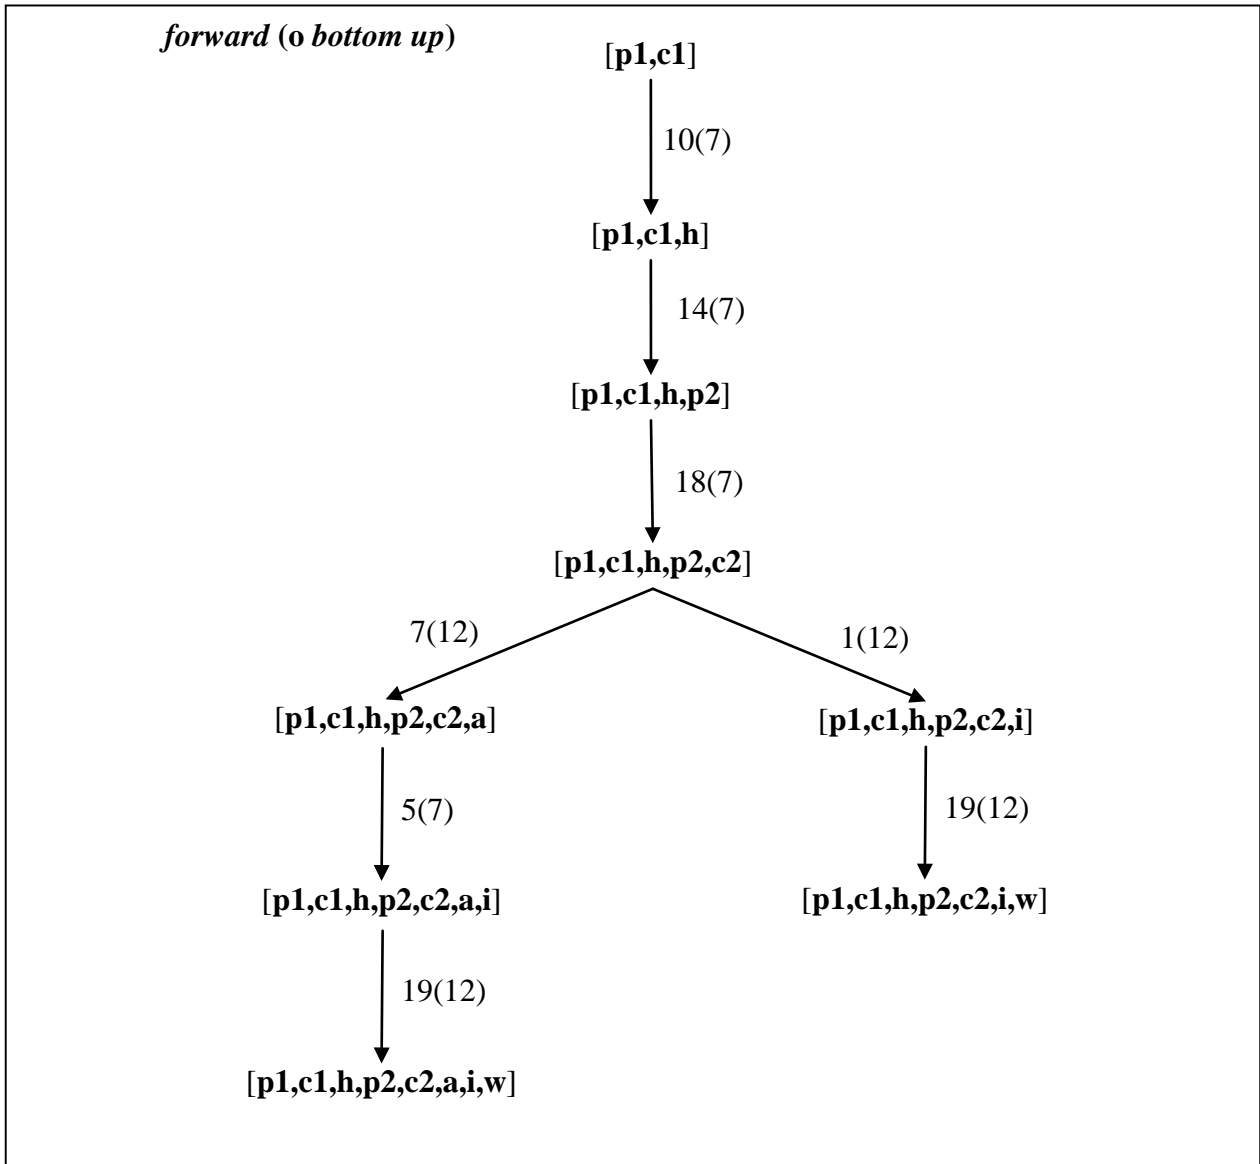 forward (o bottom up)
[p1,c1]
10(7)
[p1,c1,h]
14(7)
[p1,c1,h,p2]
18(7)
[p1,c1,h,p2,c2]
7(12)
1(12)
[p1,c1,h,p2,c2,a]
[p1,c1,h,p2,c2,i]
5(7)
19(12)
[p1,c1,h,p2,c2,a,i]
[p1,c1,h,p2,c2,i,w]
19(12)
[p1,c1,h,p2,c2,a,i,w]